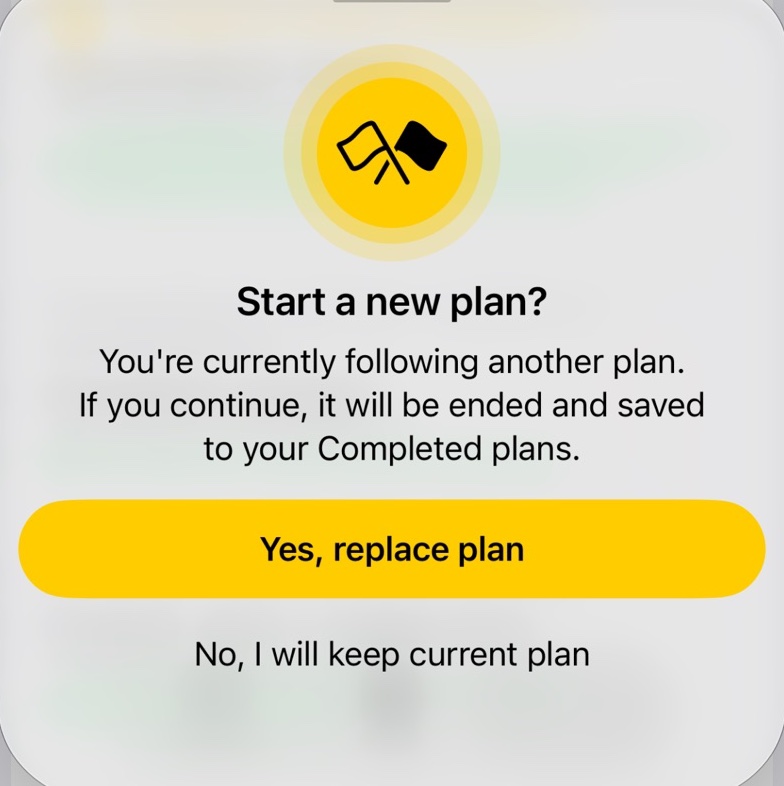 Start a new plan?
You're currently following another plan.
If you continue, it will be ended and saved
to your Completed plans.
Yes, replace plan
No, I will keep current plan